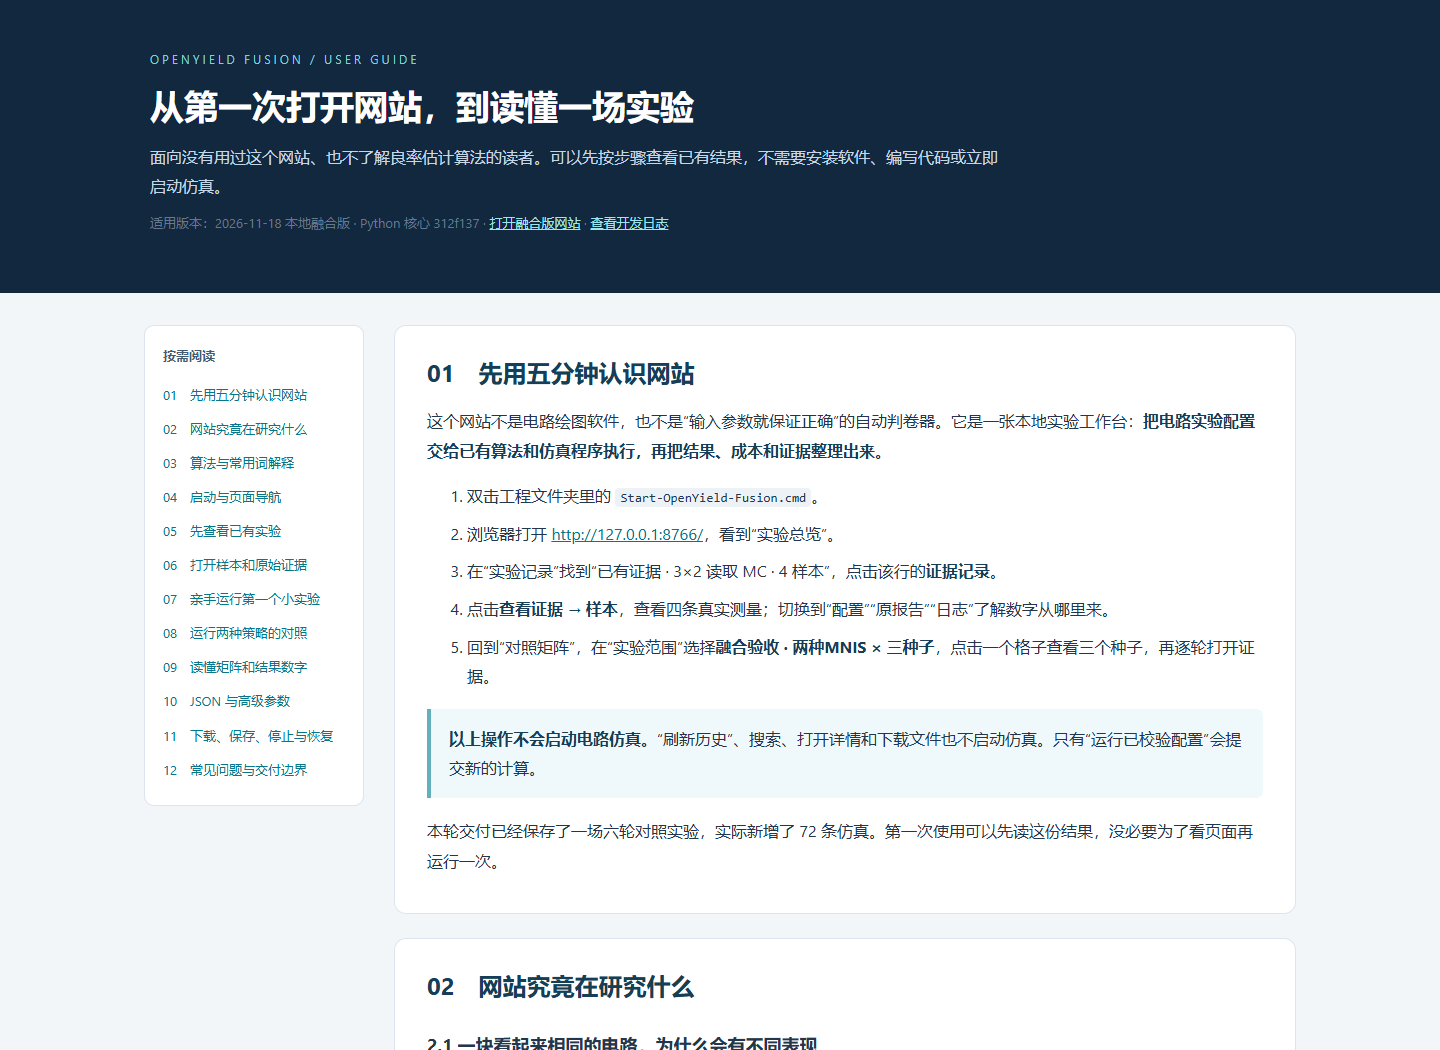 OPENYIELD FUSION / USER GUIDE
从第一次打开网站，到读懂一场实验
面向没有用过这个网站、也不了解良率估计算法的读者。可以先按步骤查看已有结果，不需要安装软件、编写代码或立即
启动仿真。
适用版本：2026-11-18 本地融合版 · Python 核心 312f137 · 打开融合版网站 · 查看开发日志
按需阅读
01 先用五分钟认识网站
02 网站究竟在研究什么
03 算法与常用词解释
04 启动与页面导航
05 先查看已有实验
06 打开样本和原始证据
07 亲手运行第一个小实验
08 运行两种策略的对照
09 读懂矩阵和结果数字
10 JSON 与高级参数
11 下载、保存、停止与恢复
12 常见问题与交付边界
01 先用五分钟认识网站
这个网站不是电路绘图软件，也不是“输入参数就保证正确”的自动判卷器。它是一张本地实验工作台：把电路实验配置
交给已有算法和仿真程序执行，再把结果、成本和证据整理出来。
1. 双击工程文件夹里的 Start-OpenYield-Fusion.cmd 。
2. 浏览器打开 http://127.0.0.1:8766/，看到“实验总览”。
3. 在“实验记录”找到“已有证据 · 3×2 读取 MC · 4 样本”，点击该行的证据记录。
4. 点击查看证据 → 样本，查看四条真实测量；切换到“配置”“原报告”“日志”了解数字从哪里来。
5. 回到“对照矩阵”，在“实验范围”选择融合验收 · 两种MNIS × 三种子，点击一个格子查看三个种子，再逐轮打开证
据。
以上操作不会启动电路仿真。“刷新历史”、搜索、打开详情和下载文件也不启动仿真。只有“运行已校验配置”会提
交新的计算。
本轮交付已经保存了一场六轮对照实验，实际新增了 72 条仿真。第一次使用可以先读这份结果，没必要为了看页面再
运行一次。
02 网站究竟在研究什么
2.1 一块看起来相同的电路，为什么会有不同表现